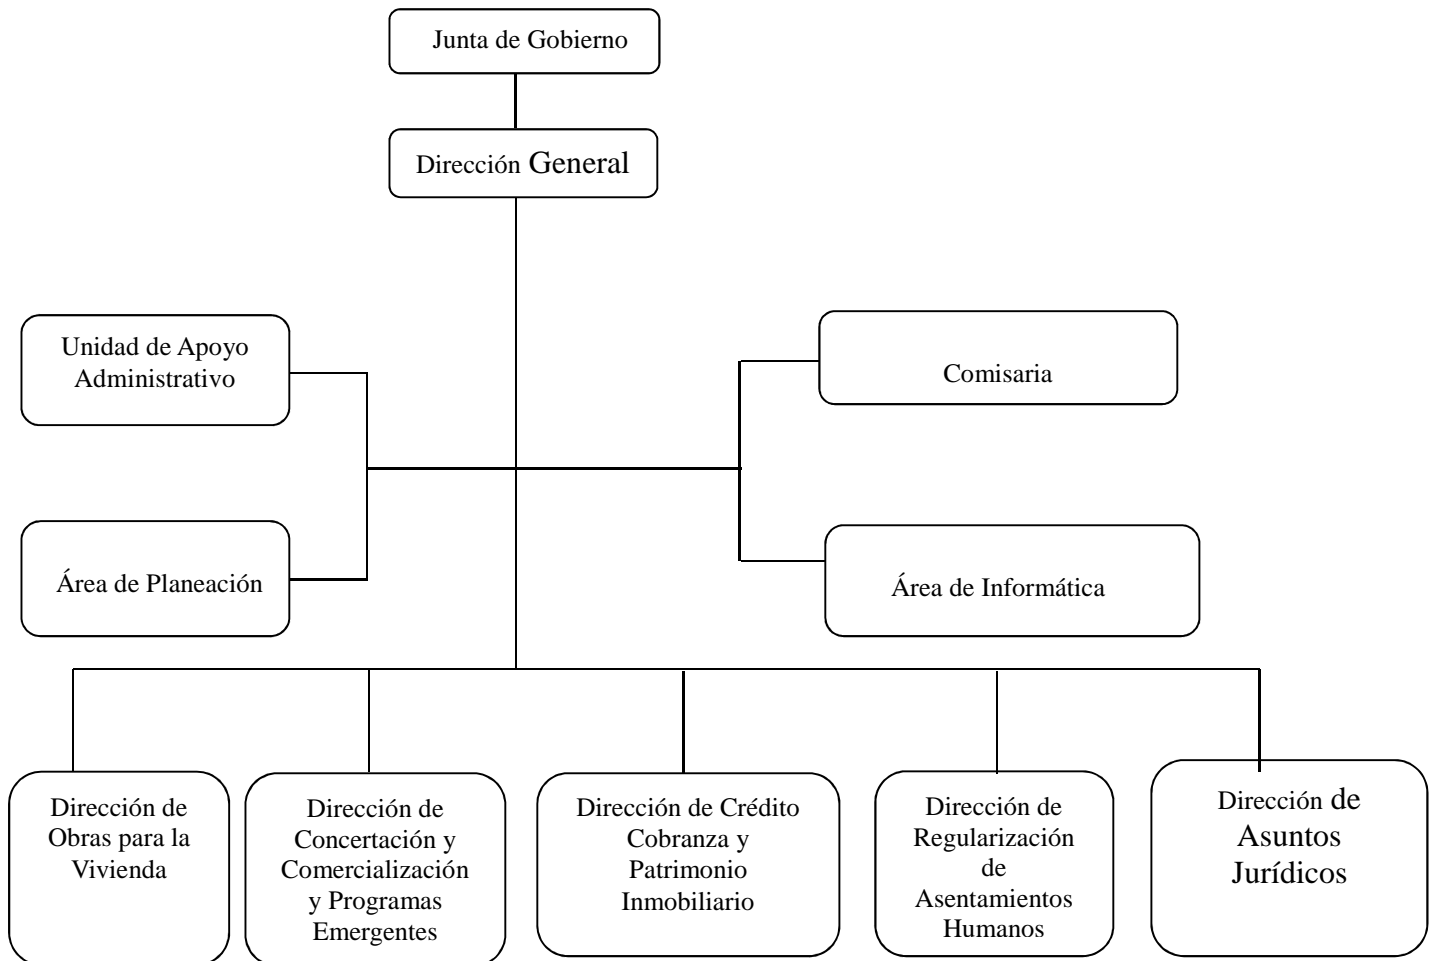 Junta de Gobierno
Dirección General
Unidad de Apoyo
Administrativo
Comisaria
Área de Planeación
Área de Informática
Dirección de
Obras para la
Vivienda
Dirección de
Concertación y
Comercialización
y Programas
Emergentes
Dirección de Crédito
Cobranza y
Patrimonio
Inmobiliario
Dirección de
Regularización
de
Asentamientos
Humanos
Dirección de
Asuntos
Jurídicos